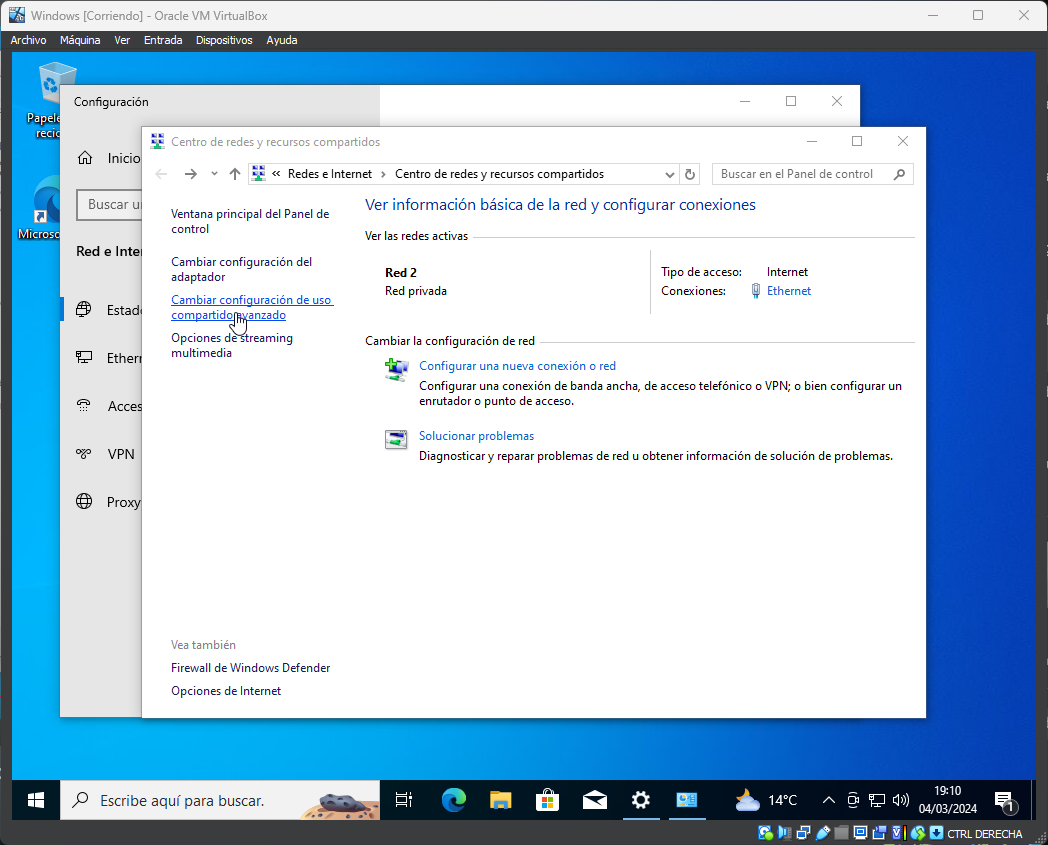 Windows [Corriendo] - Oracle VM VirtualBox
Archivo Máquina Ver Entrada Dispositivos Ayuda
Papele
recic
Microso
Configuración
Inicio
Buscar u
Red e Inter
Estado
Ethern
Acces
VPN
Proxy
Centro de redes y recursos compartidos
« Redes e Internet › Centro de redes y recursos compartidos
Buscar en el Panel de control
Ventana principal del Panel de
control
Cambiar configuración del
adaptador
Cambiar configuración de uso
compartido avanzado
Opciones de streaming
multimedia
Ver información básica de la red y configurar conexiones
Ver las redes activas
Red 2
Red privada
Tipo de acceso: Internet
Conexiones: Ethernet
Cambiar la configuración de red
Configurar una nueva conexión o red
Configurar una conexión de banda ancha, de acceso telefónico o VPN; o bien configurar un
enrutador o punto de acceso.
Solucionar problemas
Diagnosticar y reparar problemas de red u obtener información de solución de problemas.
Vea también
Firewall de Windows Defender
Opciones de Internet
Escribe aquí para buscar.
14°C
19:10
04/03/2024
1
CTRL DERECHA